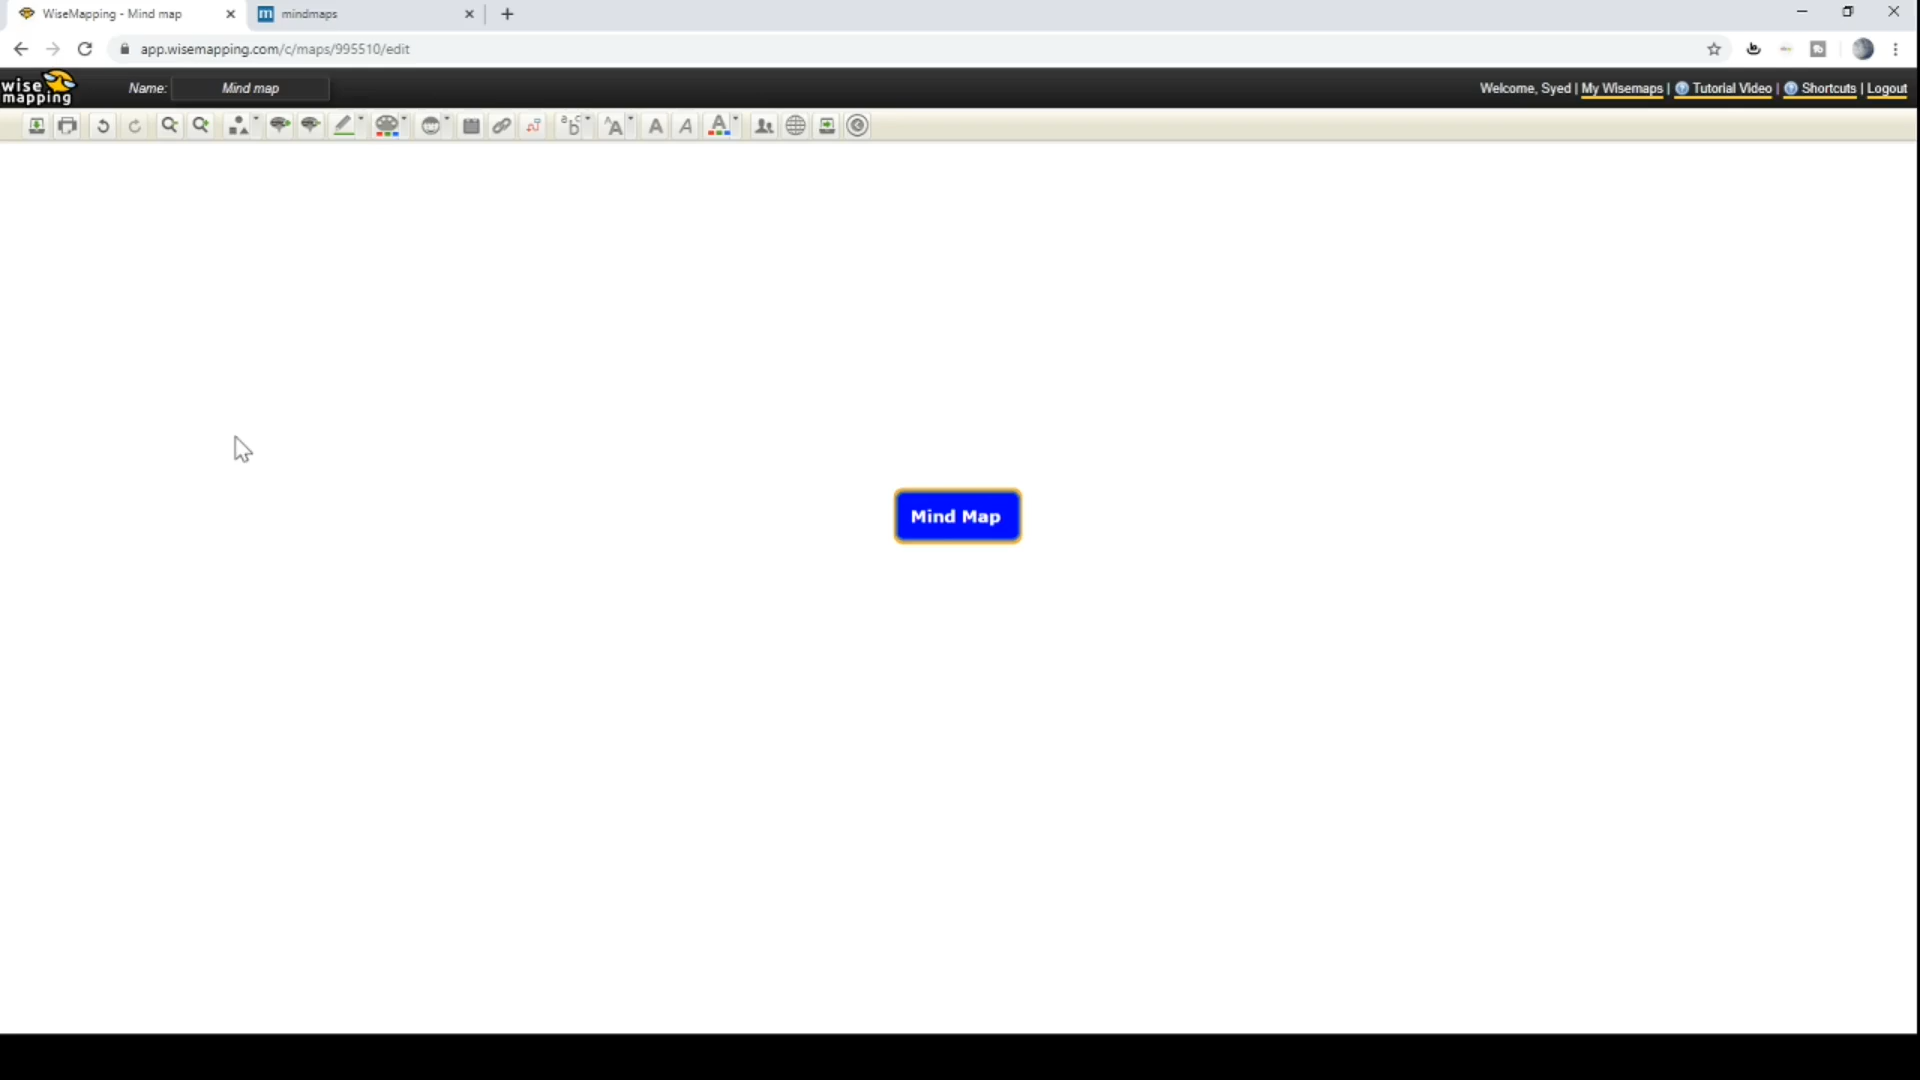 WiseMapping - Mind map
mindmaps
app.wisemapping.com/c/maps/995510/edit
wise
mapping
Name: Mind map
Welcome, Syed | My Wisemaps | Tutorial Video | Shortcuts | Logout
Mind Map